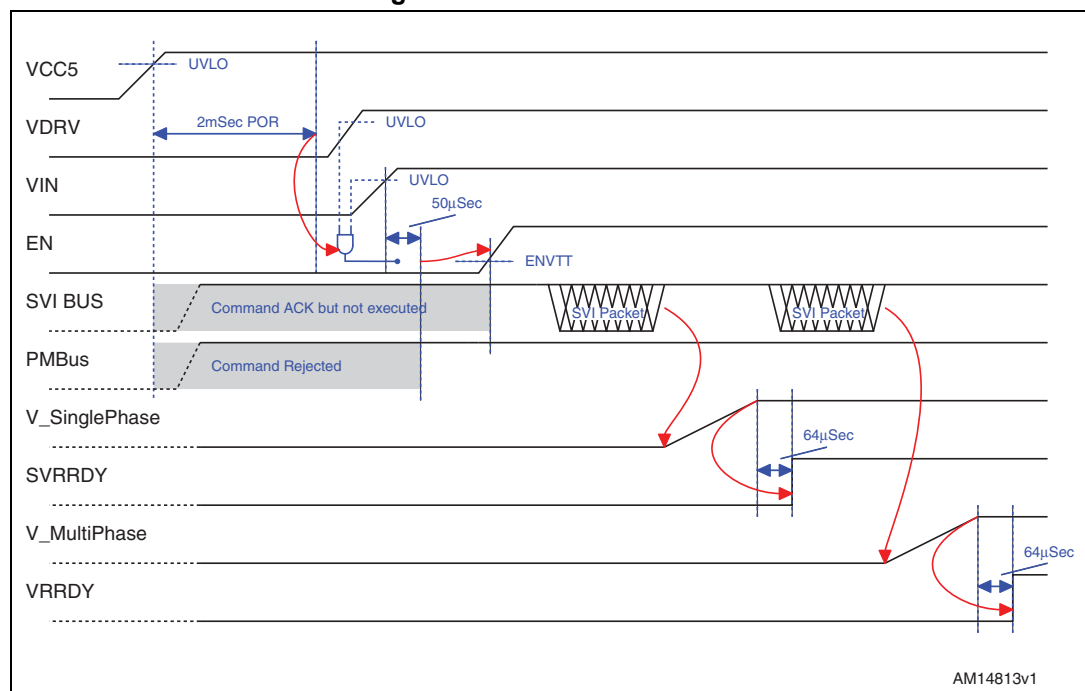 g
VCC5
UVLO
2mSec POR
VDRV
UVLO
VIN
UVLO
50µSec
EN
ENVTT
SVI BUS
Command ACK but not executed
SVI Packet
SVI Packet
PMBus
Command Rejected
V_SinglePhase
64µSec
SVRRDY
V_MultiPhase
64µSec
VRRDY
AM14813v1